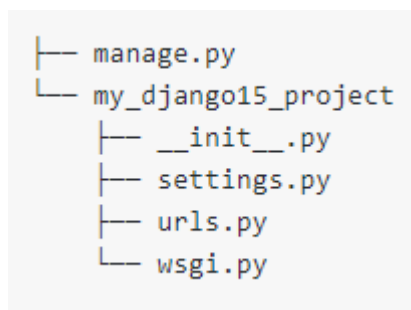 ├── manage.py
└── my_django15_project
    ├── __init__.py
    ├── settings.py
    ├── urls.py
    └── wsgi.py